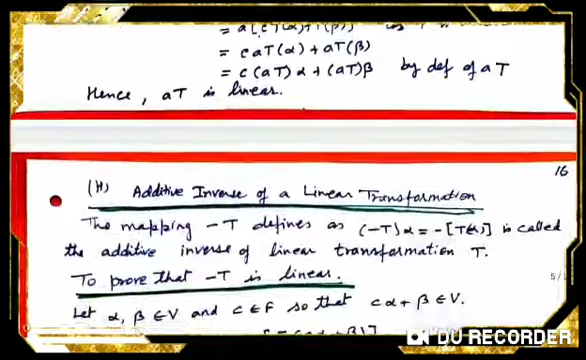 = a[cT(α)+T(β)]
= c aT(α) + aT(β)
= c(aT)α + (aT)β by def of aT
Hence, aT is linear.
16
(H) Additive Inverse of a Linear Transformation
The mapping -T defines as (-T)α = -[T(α)] is called
the additive inverse of linear transformation T.
To prove that -T is linear.
5/
Let α, β ∈ V and c ∈ F so that cα + β ∈ V.
DU RECORDER